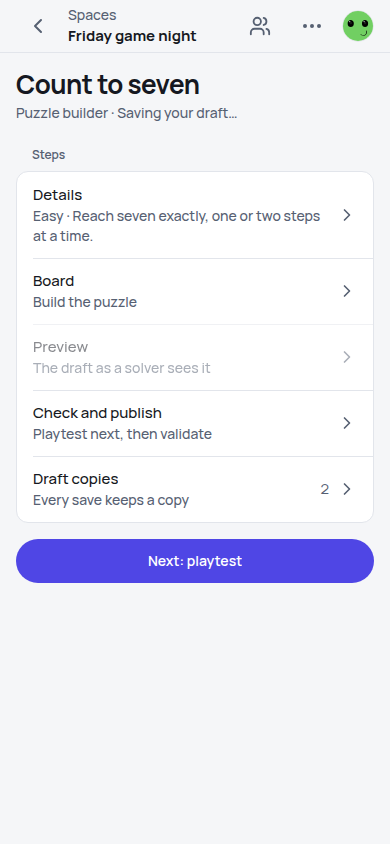 Spaces
Friday game night
Count to seven
Puzzle builder · Saving your draft…
Steps
Details
Easy · Reach seven exactly, one or two steps
at a time.
Board
Build the puzzle
Preview
The draft as a solver sees it
Check and publish
Playtest next, then validate
Draft copies
Every save keeps a copy
2
Next: playtest